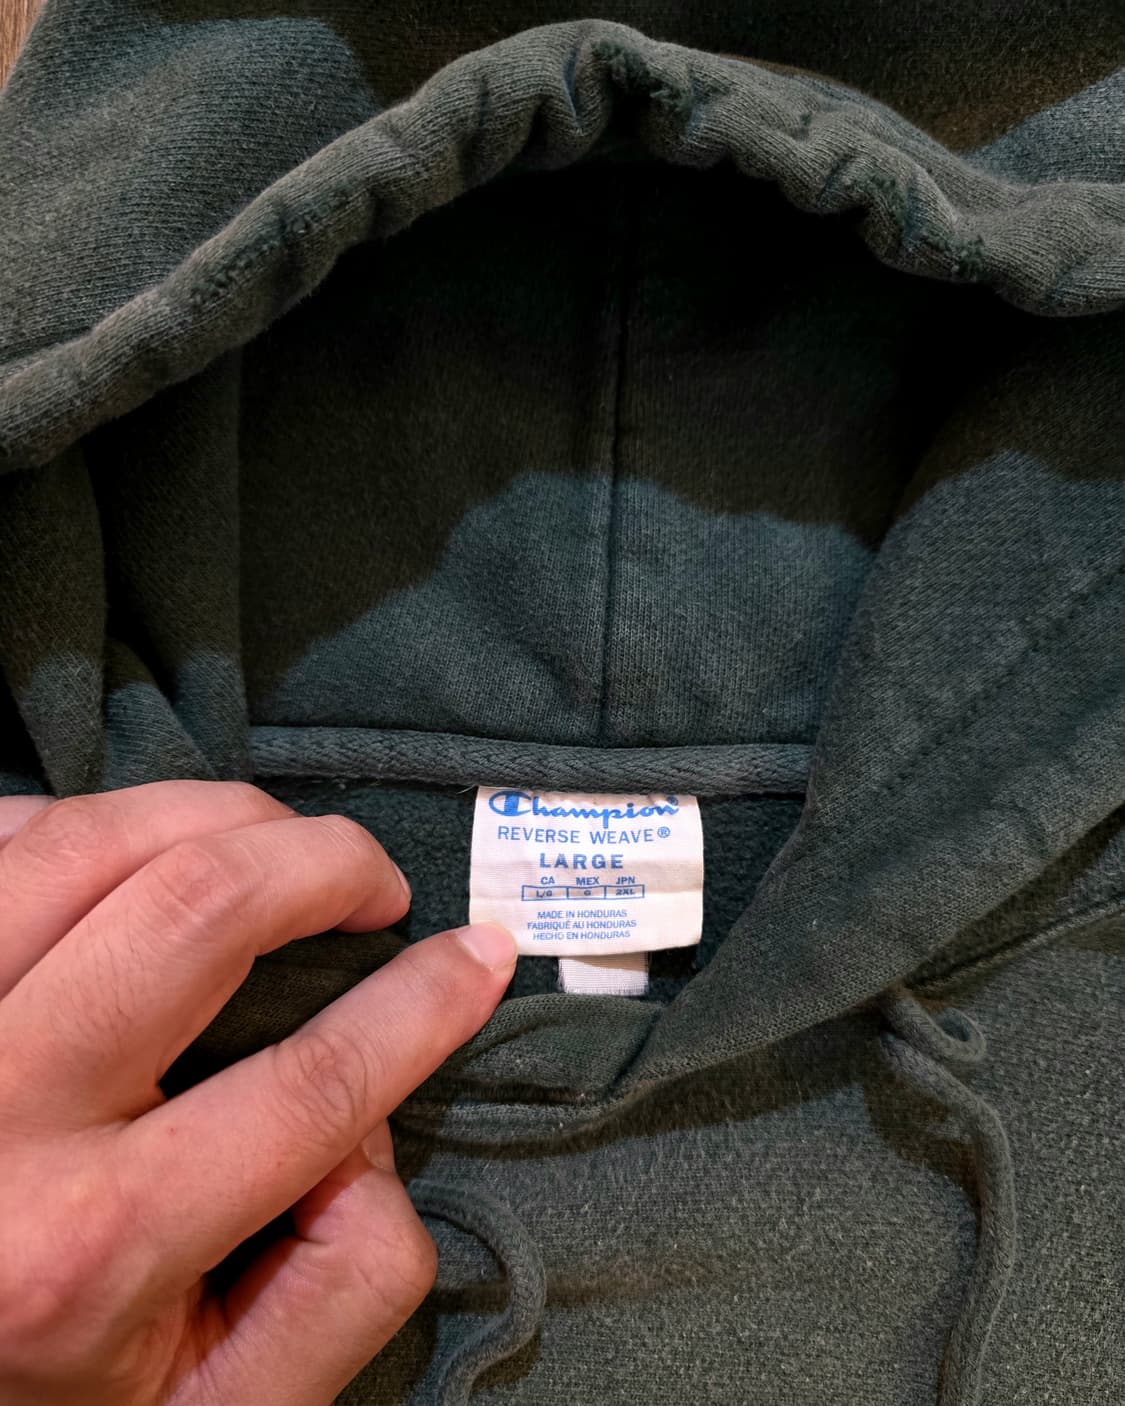 Champion®
REVERSE WEAVE®
LARGE
CA MEX JPN
L/G G 2XL
MADE IN HONDURAS
FABRIQUÉ AU HONDURAS
HECHO EN HONDURAS